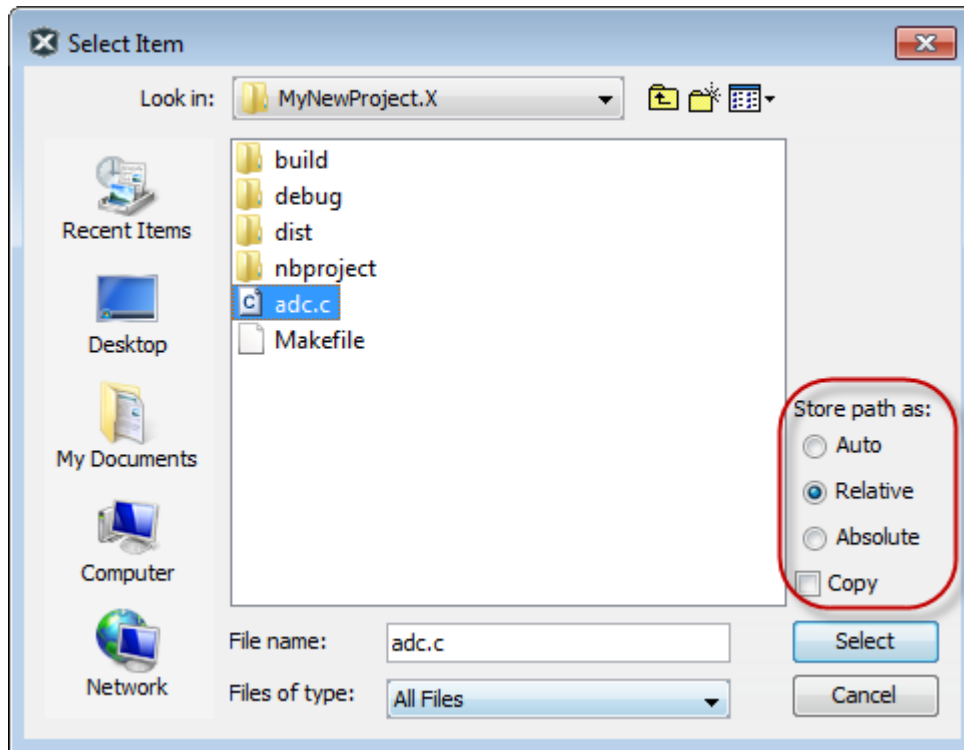 Select Item
Look in: MyNewProject.X
Recent Items
Desktop
My Documents
Computer
Network
build
debug
dist
nbproject
adc.c
Makefile
Store path as:
Auto
Relative
Absolute
Copy
File name: adc.c
Select
Files of type: All Files
Cancel